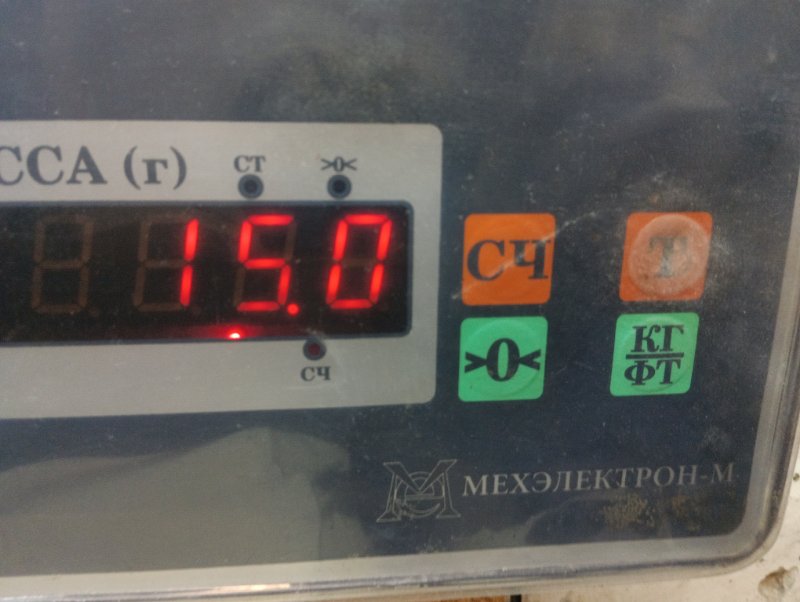 ССА (г)
СТ >0<
15.0
СЧ
СЧ Т
>0< КГ
ФТ
МЕХЭЛЕКТРОН-М